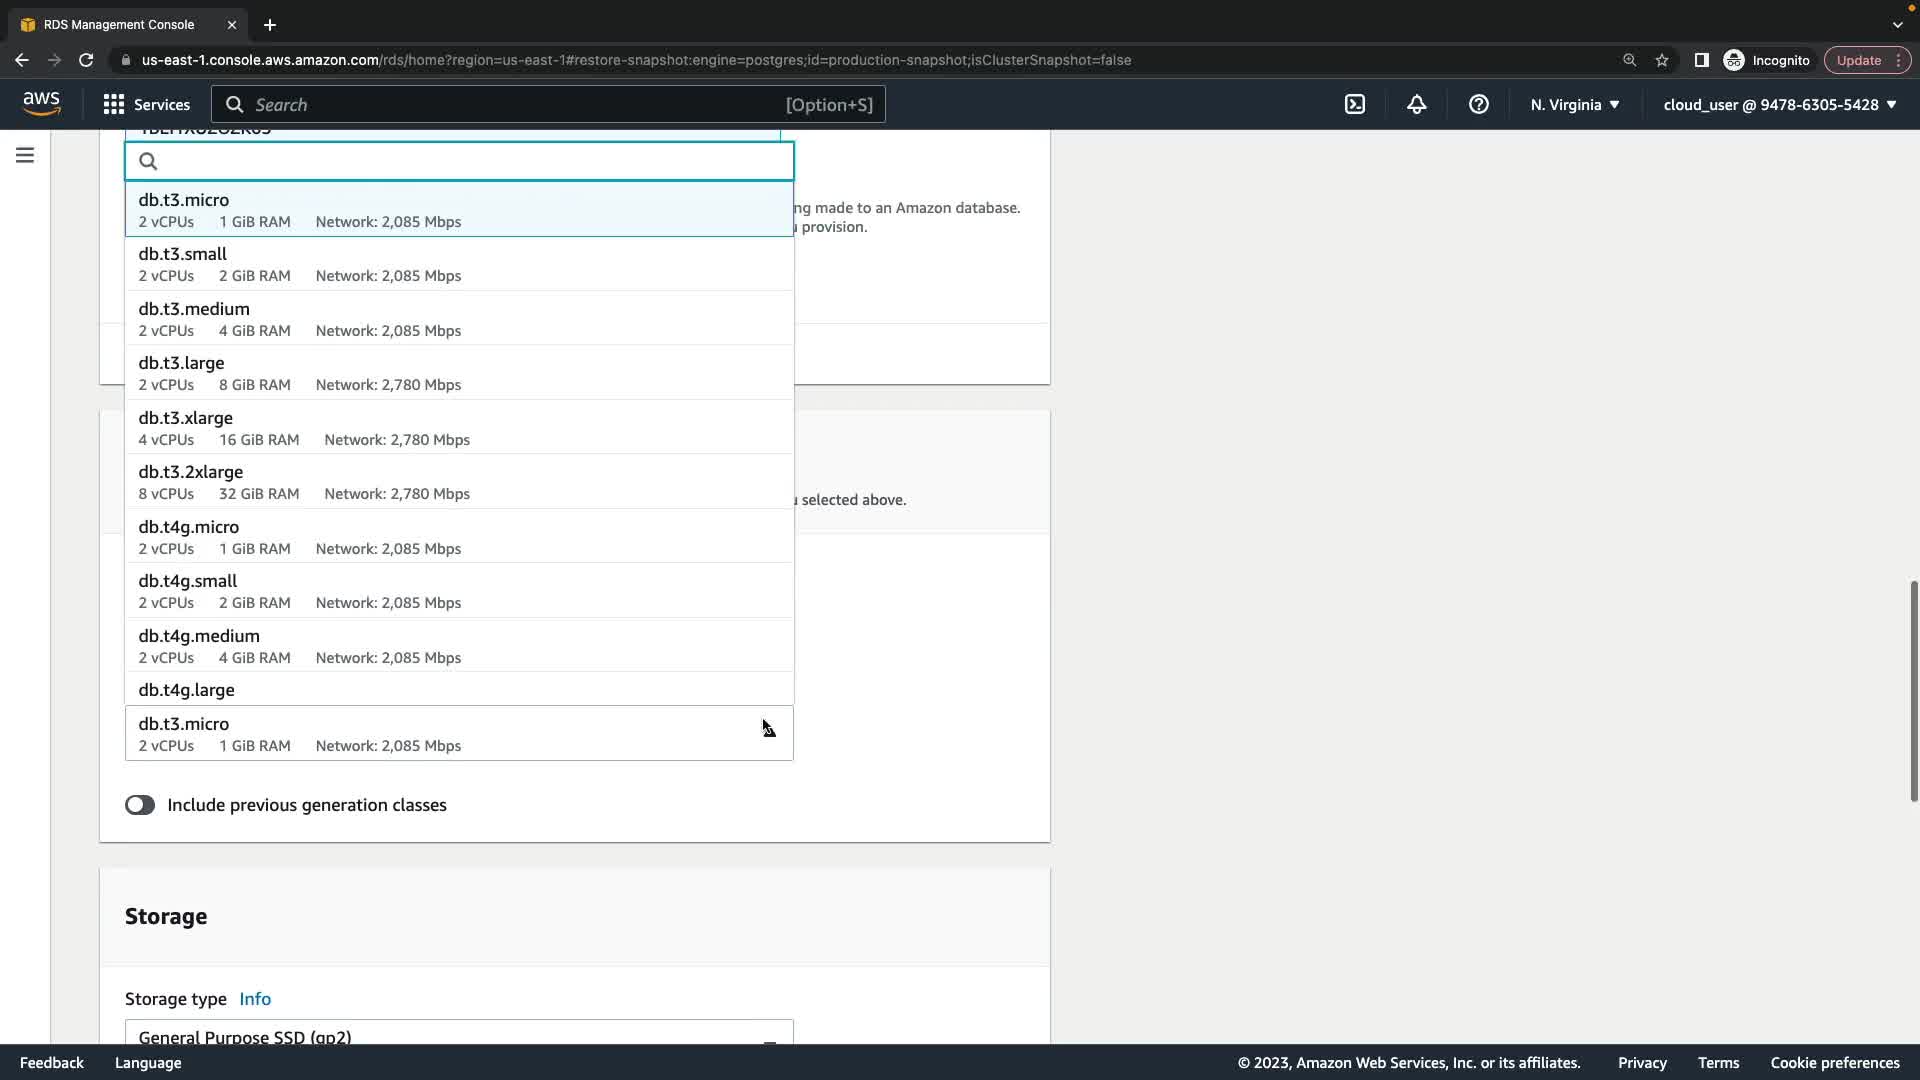 RDS Management Console
us-east-1.console.aws.amazon.com/rds/home?region=us-east-1#restore-snapshot:engine=postgres;id=production-snapshot;isClusterSnapshot=false
Incognito
Update
aws
Services
Search
[Option+S]
N. Virginia
cloud_user @ 9478-6305-5428
db.t3.micro
2 vCPUs 1 GiB RAM Network: 2,085 Mbps
ng made to an Amazon database.
provision.
db.t3.small
2 vCPUs 2 GiB RAM Network: 2,085 Mbps
db.t3.medium
2 vCPUs 4 GiB RAM Network: 2,085 Mbps
db.t3.large
2 vCPUs 8 GiB RAM Network: 2,780 Mbps
db.t3.xlarge
4 vCPUs 16 GiB RAM Network: 2,780 Mbps
db.t3.2xlarge
8 vCPUs 32 GiB RAM Network: 2,780 Mbps
selected above.
db.t4g.micro
2 vCPUs 1 GiB RAM Network: 2,085 Mbps
db.t4g.small
2 vCPUs 2 GiB RAM Network: 2,085 Mbps
db.t4g.medium
2 vCPUs 4 GiB RAM Network: 2,085 Mbps
db.t4g.large
db.t3.micro
2 vCPUs 1 GiB RAM Network: 2,085 Mbps
Include previous generation classes
Storage
Storage type Info
General Purpose SSD (gp2)
Feedback
Language
© 2023, Amazon Web Services, Inc. or its affiliates.
Privacy
Terms
Cookie preferences